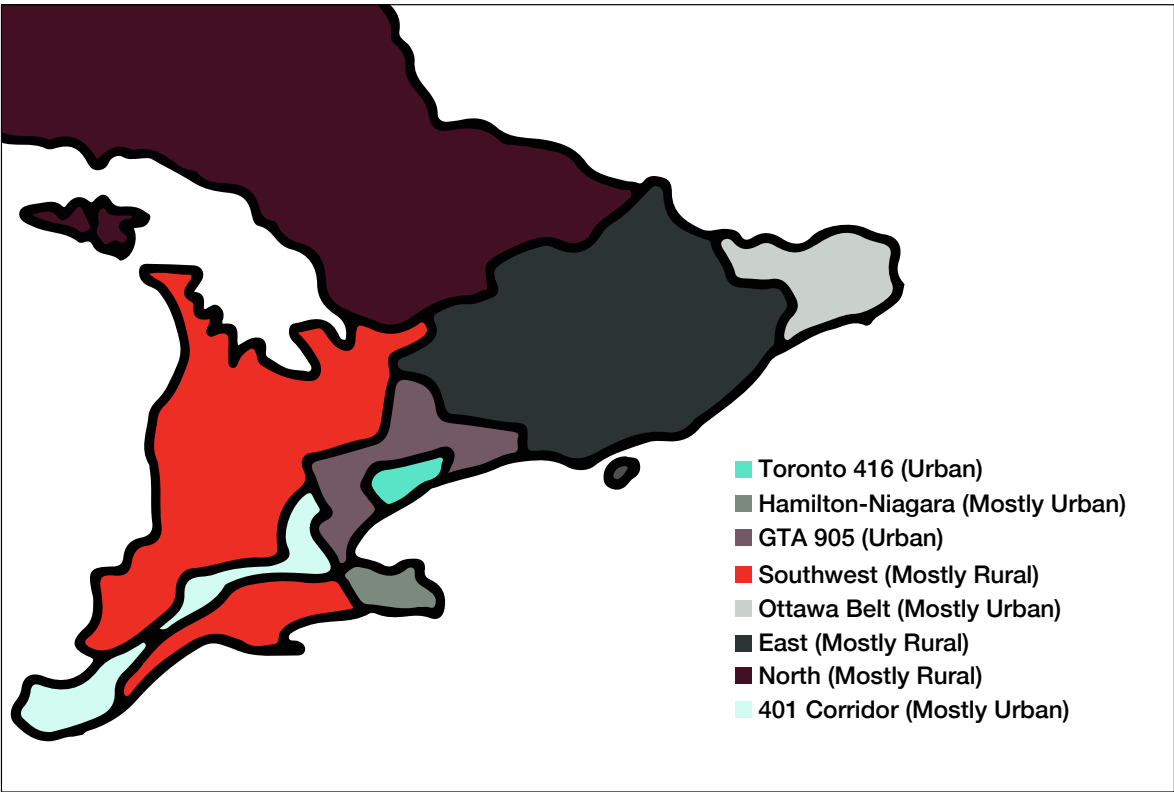 Toronto 416 (Urban)
Hamilton-Niagara (Mostly Urban)
GTA 905 (Urban)
Southwest (Mostly Rural)
Ottawa Belt (Mostly Urban)
East (Mostly Rural)
North (Mostly Rural)
401 Corridor (Mostly Urban)